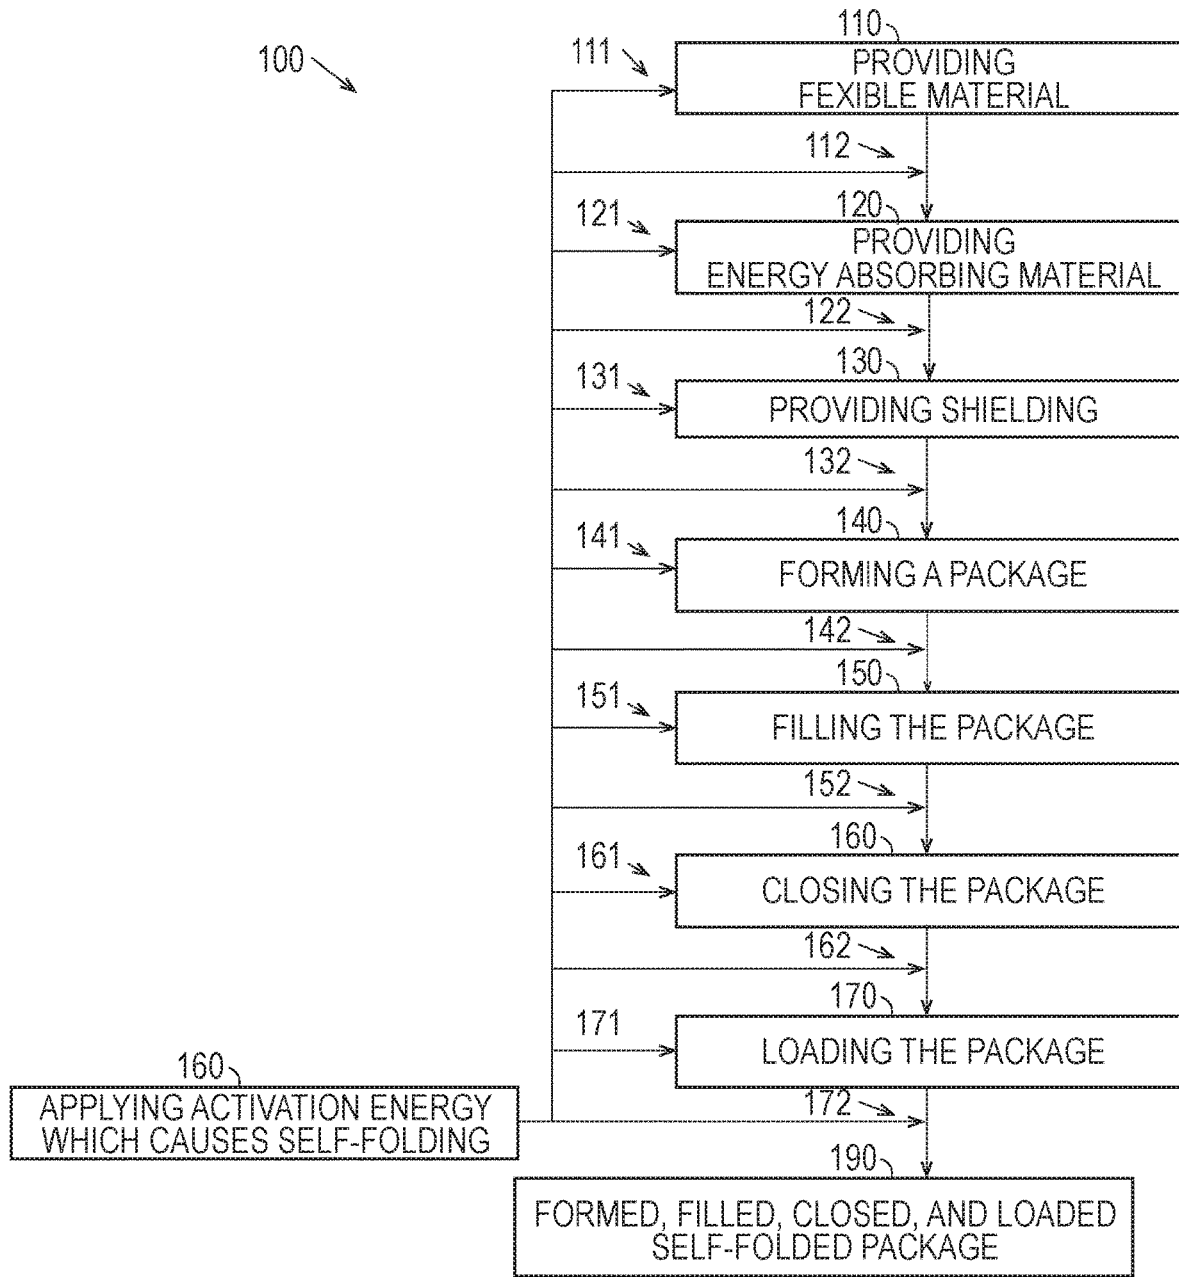 110
100
111
PROVIDING
FEXIBLE MATERIAL
112
120
121
PROVIDING
ENERGY ABSORBING MATERIAL
122
130
131
PROVIDING SHIELDING
132
140
141
FORMING A PACKAGE
142
150
151
FILLING THE PACKAGE
152
160
161
CLOSING THE PACKAGE
162
170
171
LOADING THE PACKAGE
160
APPLYING ACTIVATION ENERGY
WHICH CAUSES SELF-FOLDING
172
190
FORMED, FILLED, CLOSED, AND LOADED
SELF-FOLDED PACKAGE